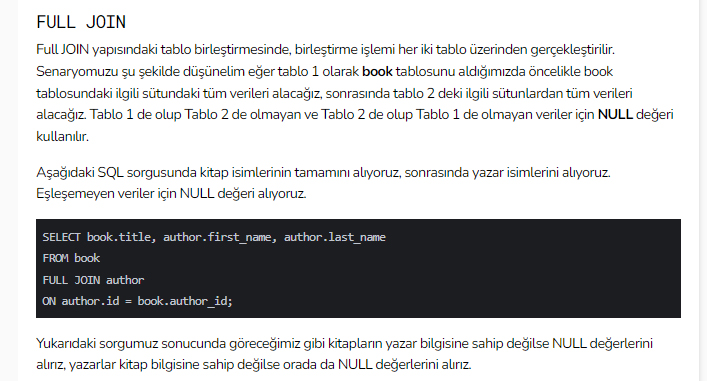 FULL JOIN
Full JOIN yapısındaki tablo birleştirmesinde, birleştirme işlemi her iki tablo üzerinden gerçekleştirilir.
Senaryomuzu şu şekilde düşünelim eğer tablo 1 olarak book tablosunu aldığımızda öncelikle book
tablosundaki ilgili sütundaki tüm verileri alacağız, sonrasında tablo 2 deki ilgili sütunlardan tüm verileri
alacağız. Tablo 1 de olup Tablo 2 de olmayan ve Tablo 2 de olup Tablo 1 de olmayan veriler için NULL değeri
kullanılır.
Aşağıdaki SQL sorgusunda kitap isimlerinin tamamını alıyoruz, sonrasında yazar isimlerini alıyoruz.
Eşleşemeyen veriler için NULL değeri alıyoruz.
SELECT book.title, author.first_name, author.last_name
FROM book
FULL JOIN author
ON author.id = book.author_id;
Yukarıdaki sorgumuz sonucunda göreceğimiz gibi kitapların yazar bilgisine sahip değilse NULL değerlerini
alırız, yazarlar kitap bilgisine sahip değilse orada da NULL değerlerini alırız.